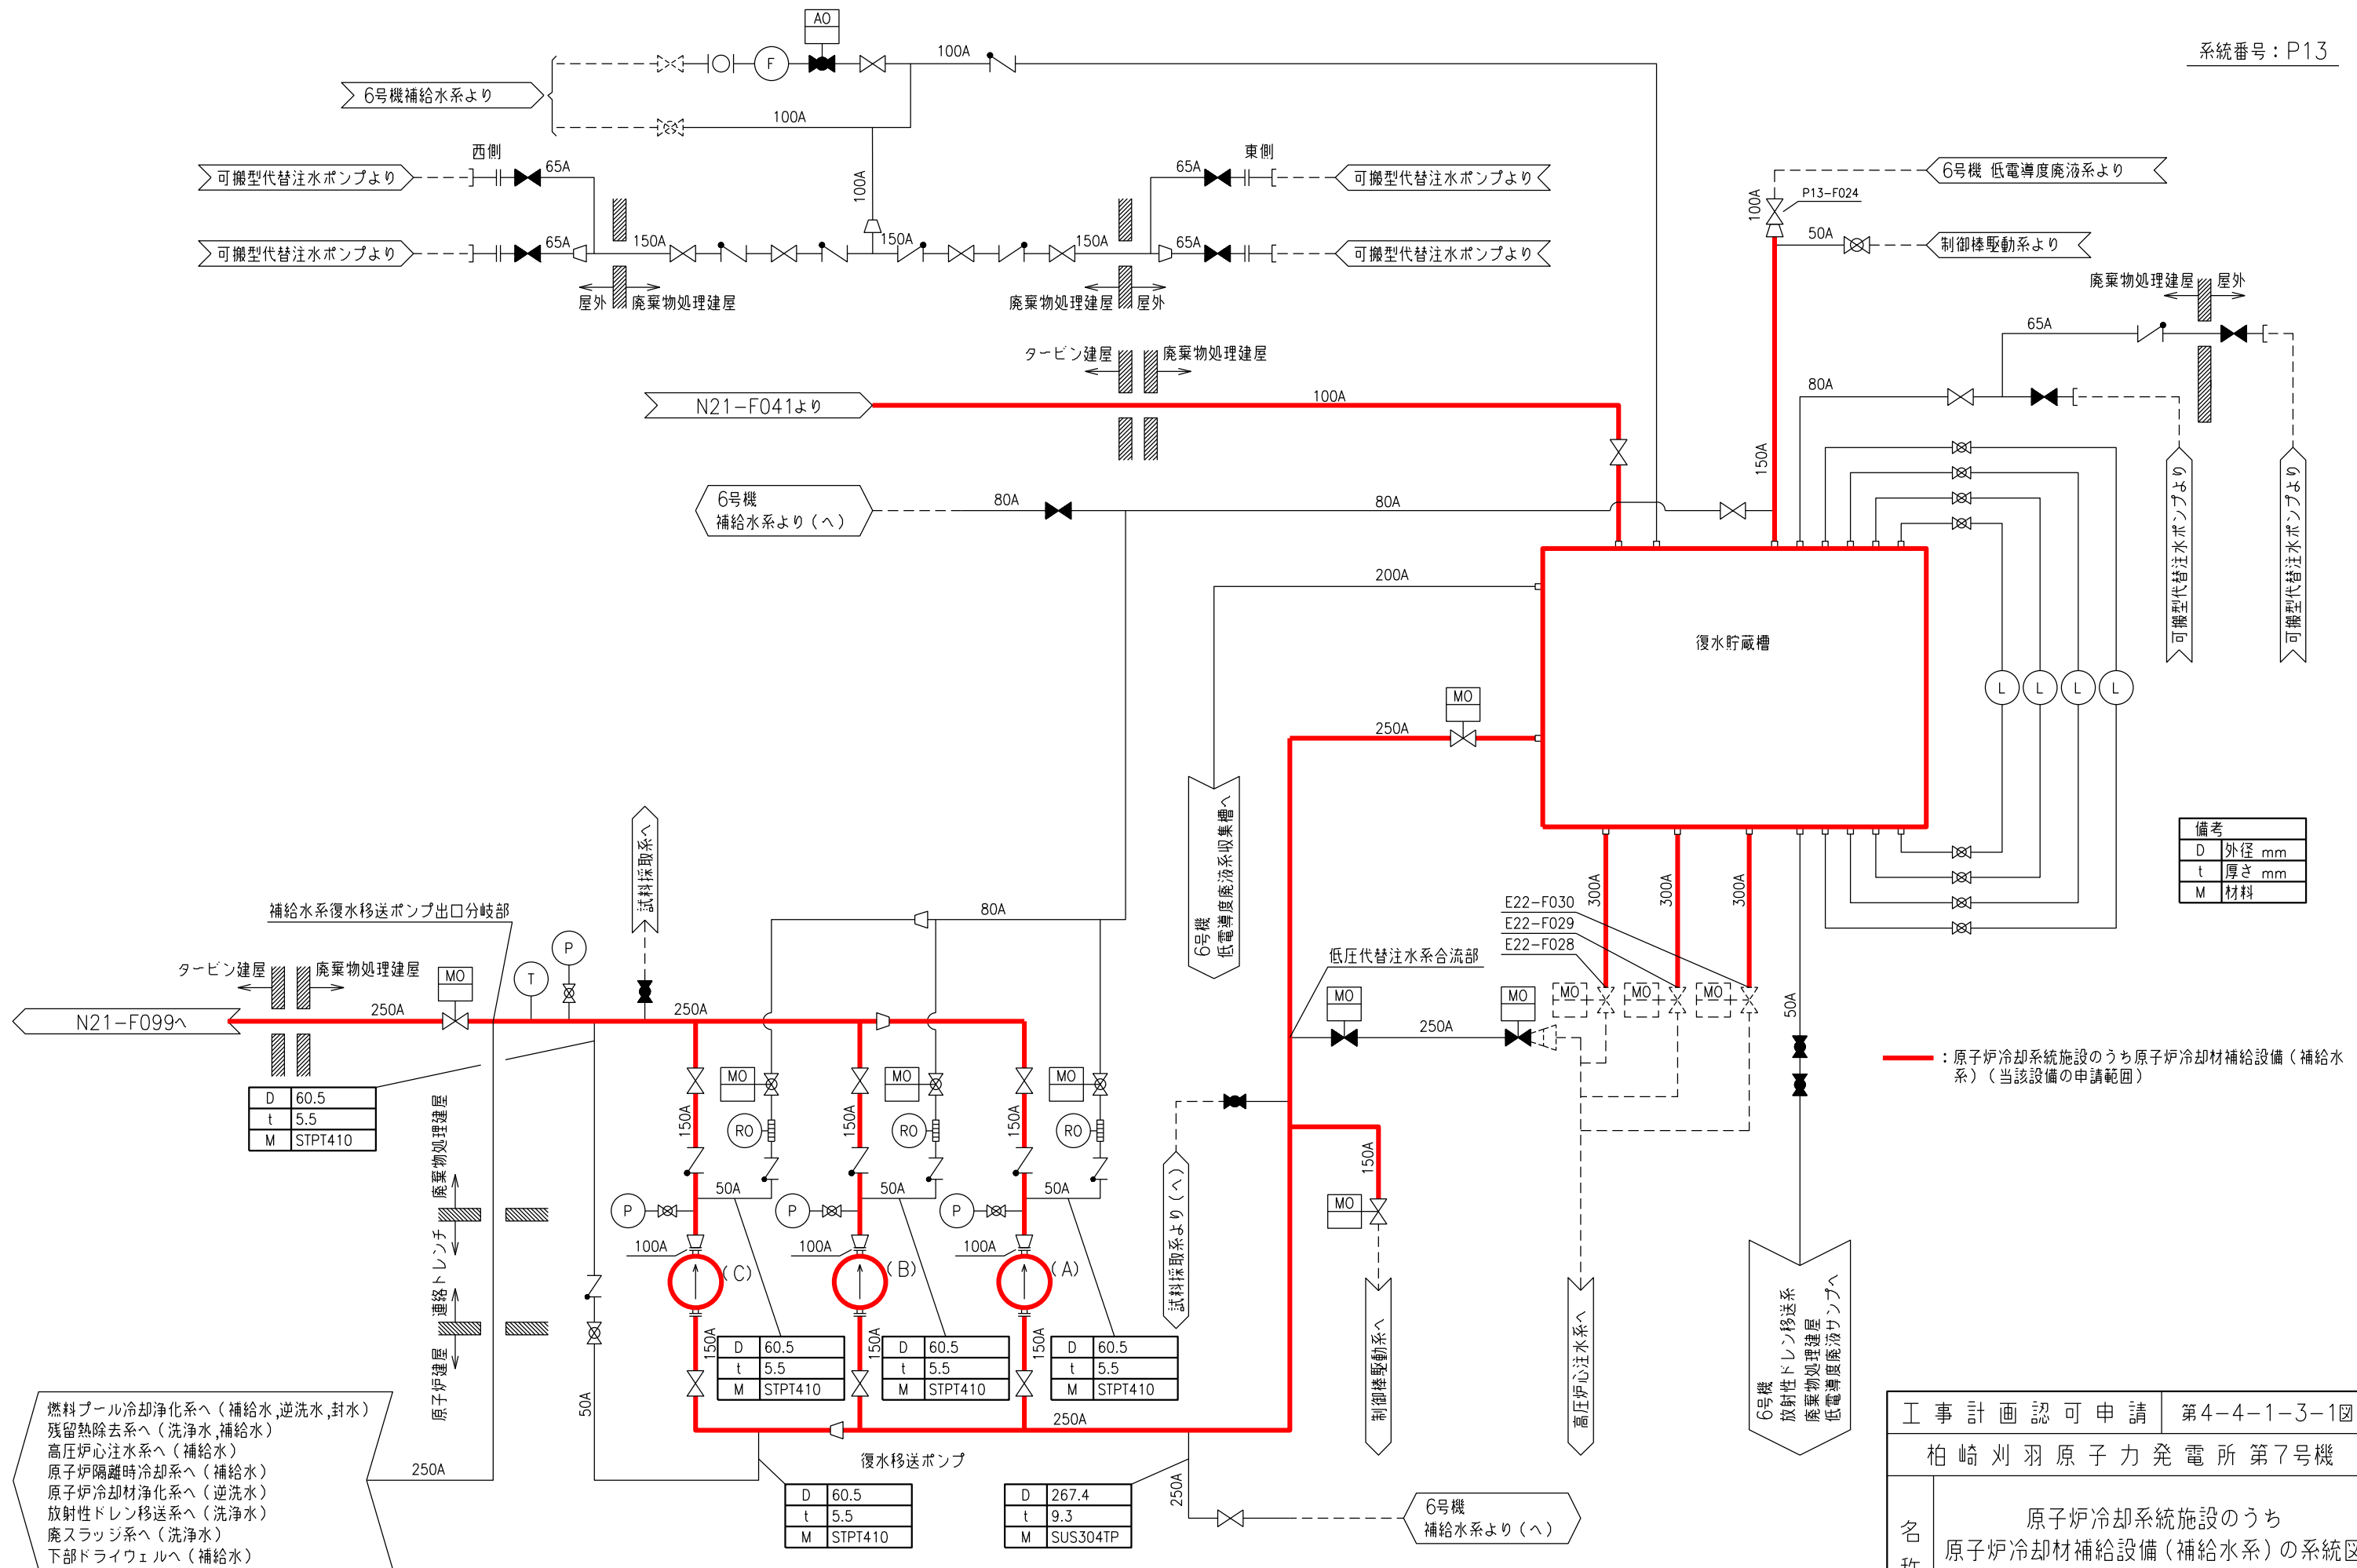 系統番号：P13
AO
F
100A
6号機補給水系より
100A
西側
東側
65A
65A
可搬型代替注水ポンプより
可搬型代替注水ポンプより
100A
6号機 低電導度廃液系より
P13-F024
100A
50A
制御棒駆動系より
可搬型代替注水ポンプより
65A
150A
150A
150A
65A
可搬型代替注水ポンプより
屋外
廃棄物処理建屋
廃棄物処理建屋
屋外
廃棄物処理建屋
屋外
65A
タービン建屋
廃棄物処理建屋
80A
N21-F041より
100A
150A
可搬型代替注水ポンプより
可搬型代替注水ポンプより
6号機
補給水系より（へ）
80A
80A
200A
復水貯蔵槽
L
L
L
L
MO
250A
6号機
低電導度廃液系収集槽へ
備考
D 外径 mm
t 厚さ mm
M 材料
試料採取系へ
補給水系復水移送ポンプ出口分岐部
80A
300A
300A
300A
E22-F030
E22-F029
E22-F028
低圧代替注水系合流部
タービン建屋
廃棄物処理建屋
MO
T
P
N21-F099へ
250A
250A
MO
MO
MO
MO
MO
250A
50A
：原子炉冷却系統施設のうち原子炉冷却材補給設備（補給水
系）（当該設備の申請範囲）
D 60.5
t 5.5
M STPT410
MO
MO
MO
150A
150A
150A
RO
RO
RO
50A
50A
50A
P
P
P
100A
100A
100A
(C)
(B)
(A)
廃棄物処理建屋
連絡トレンチ
原子炉建屋
試料採取系より（へ）
150A
MO
制御棒駆動系へ
高圧炉心注水系へ
6号機
放射性ドレン移送系
廃棄物処理建屋
低電導度廃液サンプへ
150A
150A
150A
D 60.5
t 5.5
M STPT410
D 60.5
t 5.5
M STPT410
D 60.5
t 5.5
M STPT410
50A
250A
復水移送ポンプ
燃料プール冷却浄化系へ（補給水,逆洗水,封水）
残留熱除去系へ（洗浄水,補給水）
高圧炉心注水系へ（補給水）
原子炉隔離時冷却系へ（補給水）
原子炉冷却材浄化系へ（逆洗水）
放射性ドレン移送系へ（洗浄水）
廃スラッジ系へ（洗浄水）
下部ドライウェルへ（補給水）
250A
D 60.5
t 5.5
M STPT410
D 267.4
t 9.3
M SUS304TP
250A
6号機
補給水系より（へ）
工事計画認可申請 第4-4-1-3-1図
柏崎刈羽原子力発電所第7号機
名称
原子炉冷却系統施設のうち
原子炉冷却材補給設備（補給水系）の系統図